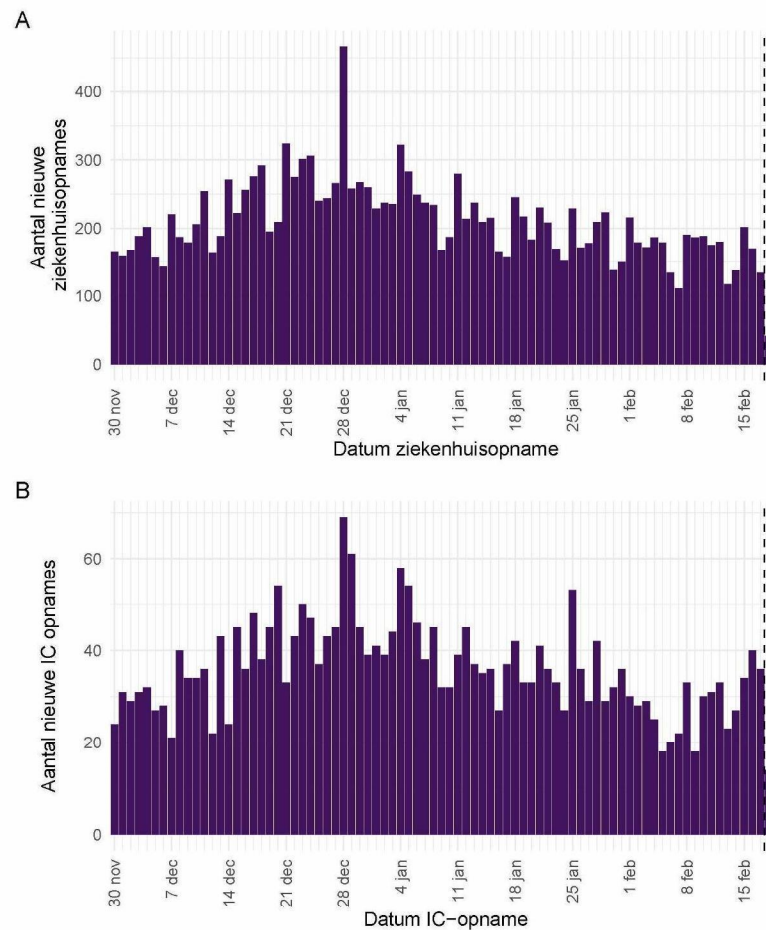 A
Aantal nieuwe
ziekenhuisopnames
400
300
200
100
0
30 nov
7 dec
14 dec
21 dec
28 dec
4 jan
11 jan
18 jan
25 jan
1 feb
8 feb
15 feb
Datum ziekenhuisopname
B
Aantal nieuwe IC opnames
60
40
20
0
30 nov
7 dec
14 dec
21 dec
28 dec
4 jan
11 jan
18 jan
25 jan
1 feb
8 feb
15 feb
Datum IC−opname